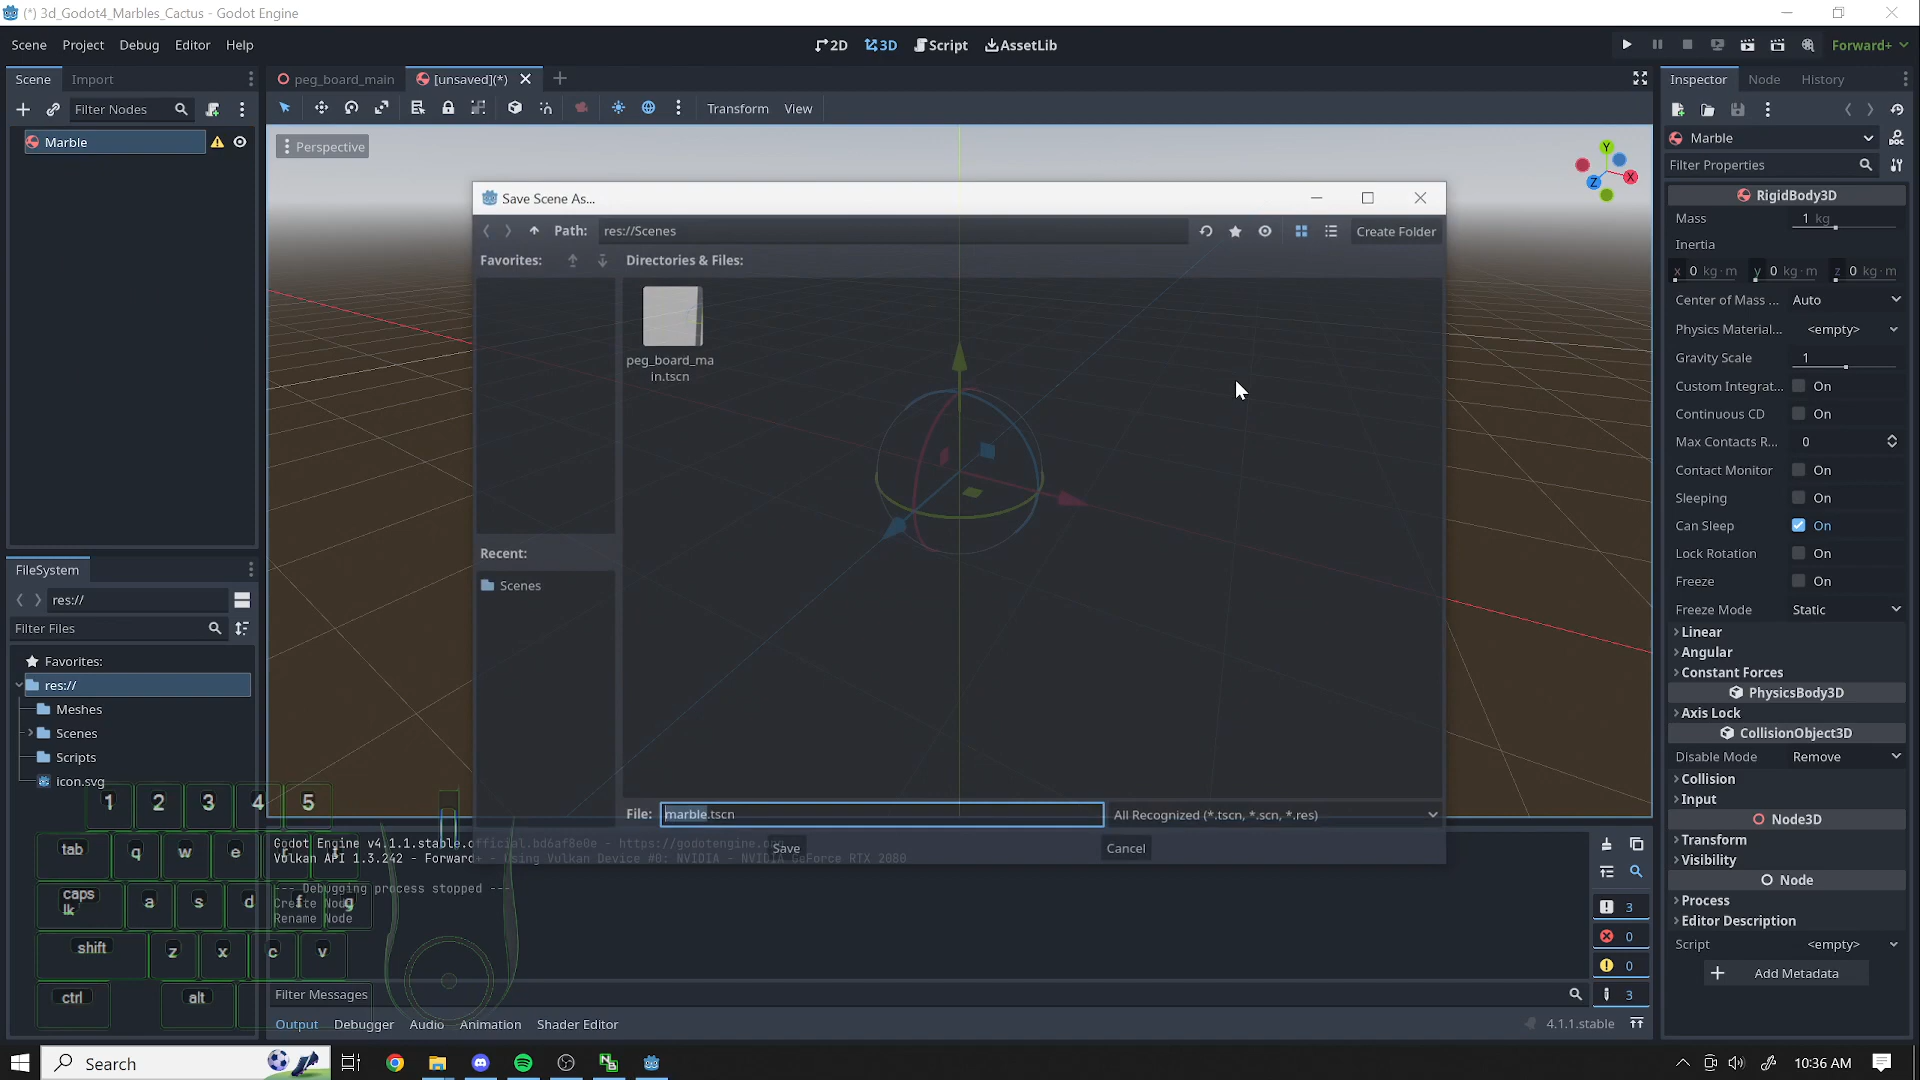 (*) 3d_Godot4_Marbles_Cactus - Godot Engine
Scene Project Debug Editor Help
2D 3D Script AssetLib
Forward+
Scene Import
peg_board_main [unsaved](*)
Inspector Node History
Filter Nodes
Transform View
Marble
Perspective
Marble
Filter Properties
RigidBody3D
Mass 1 kg
Inertia
x 0 kg·m y 0 kg·m z 0 kg·m
Center of Mass ... Auto
Physics Material... <empty>
Gravity Scale 1
Custom Integrat... On
Continuous CD On
Max Contacts R... 0
Contact Monitor On
Sleeping On
Can Sleep On
Lock Rotation On
Freeze On
Freeze Mode Static
Linear
Angular
Constant Forces
PhysicsBody3D
Axis Lock
CollisionObject3D
Disable Mode Remove
Collision
Input
Node3D
Transform
Visibility
Node
Process
Editor Description
Script <empty>
Add Metadata
Y
X
Z
Save Scene As...
Path: res://Scenes
Create Folder
Favorites: Directories & Files:
peg_board_ma
in.tscn
Recent:
Scenes
File: marble.tscn All Recognized (*.tscn, *.scn, *.res)
Save Cancel
FileSystem
res://
Filter Files
Favorites:
res://
Meshes
Scenes
Scripts
icon.svg
1 2 3 4 5
tab q w e r
caps lk a s d f g
shift z x c v
ctrl alt
Godot Engine v4.1.1.stable.official.bd6af8e0e - https://godotengine.
Vulkan API 1.3.242 - Forward+ - Using Vulkan Device #0: NVIDIA - NVIDIA GeForce RTX 2080
--- Debugging process stopped ---
Create Node
Rename Node
3
0
0
3
Filter Messages
Output Debugger Audio Animation Shader Editor
4.1.1.stable
Search
10:36 AM